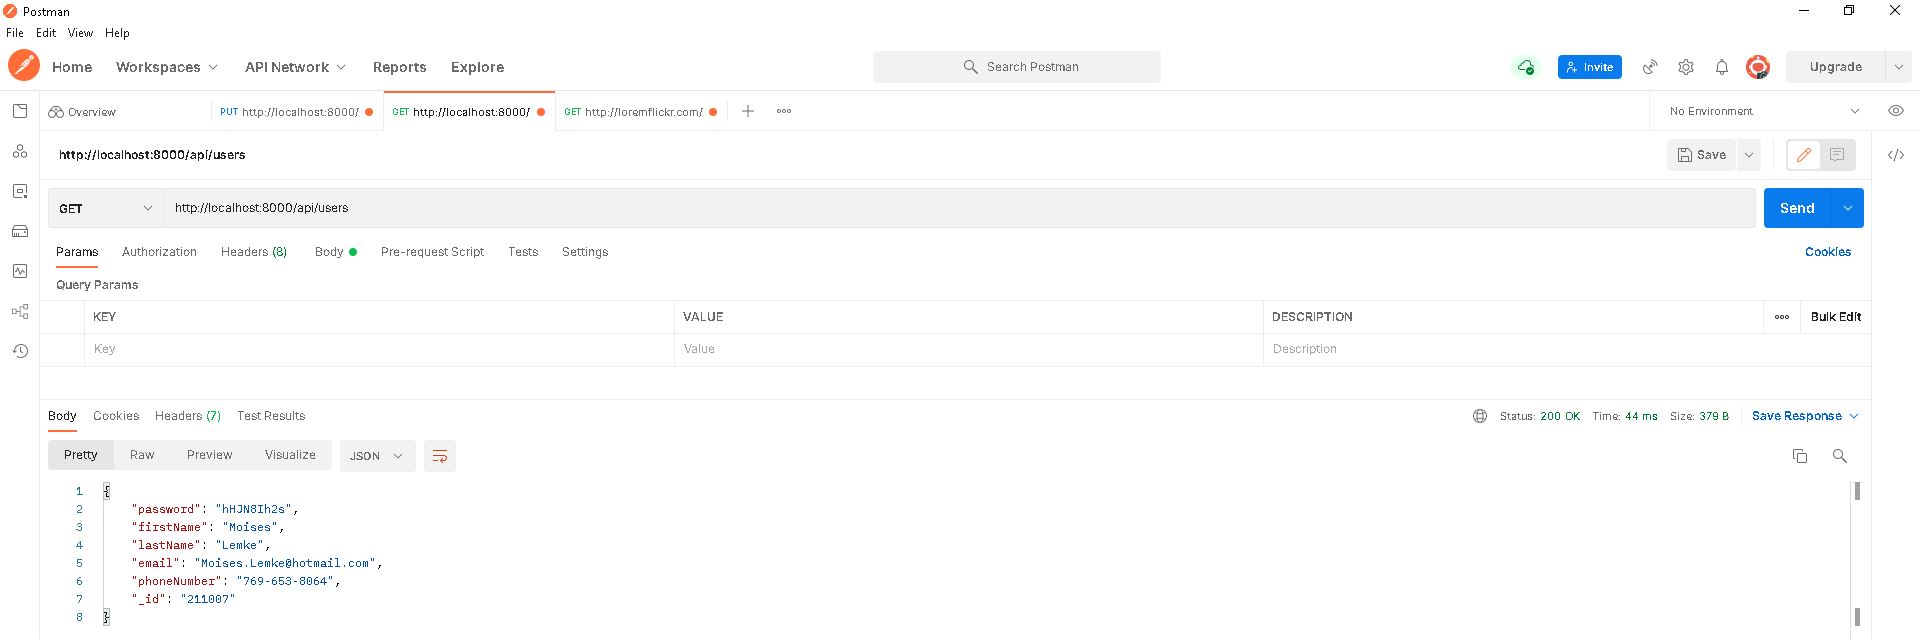 Postman
File Edit View Help
Home Workspaces API Network Reports Explore Search Postman Invite Upgrade
Overview PUT http://localhost:8000/ GET http://localhost:8000/ GET http://loremflickr.com/ No Environment
http://localhost:8000/api/users Save
GET http://localhost:8000/api/users Send
Params Authorization Headers (8) Body Pre-request Script Tests Settings Cookies
Query Params
KEY VALUE DESCRIPTION Bulk Edit
Key Value Description
Body Cookies Headers (7) Test Results Status: 200 OK Time: 44 ms Size: 379 B Save Response
Pretty Raw Preview Visualize JSON
1 {
2 "password": "hHJN8Ih2s",
3 "firstName": "Moises",
4 "lastName": "Lemke",
5 "email": "Moises.Lemke@hotmail.com",
6 "phoneNumber": "769-653-8064",
7 "_id": "211007"
8 }